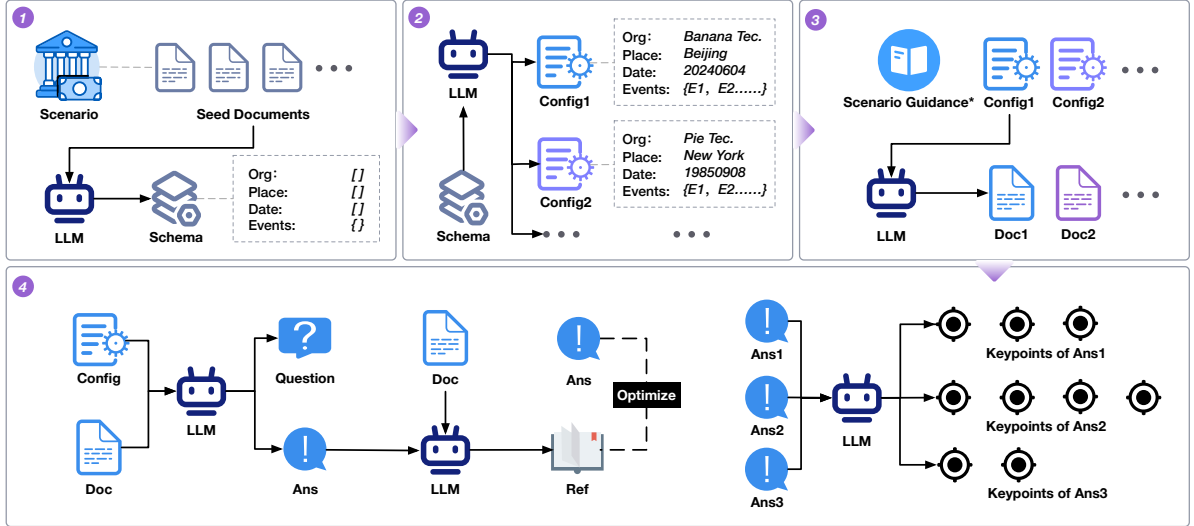 1
Scenario
Seed Documents
LLM
Schema
Org: []
Place: []
Date: []
Events: {}
2
LLM
Schema
Config1
Org: Banana Tec.
Place: Beijing
Date: 20240604
Events: {E1, E2......}
Config2
Org: Pie Tec.
Place: New York
Date: 19850908
Events: {E1, E2......}
3
Scenario Guidance*
Config1
Config2
LLM
Doc1
Doc2
4
Config
Doc
LLM
Question
Ans
Doc
LLM
Ans
Optimize
Ref
Ans1
Ans2
Ans3
LLM
Keypoints of Ans1
Keypoints of Ans2
Keypoints of Ans3